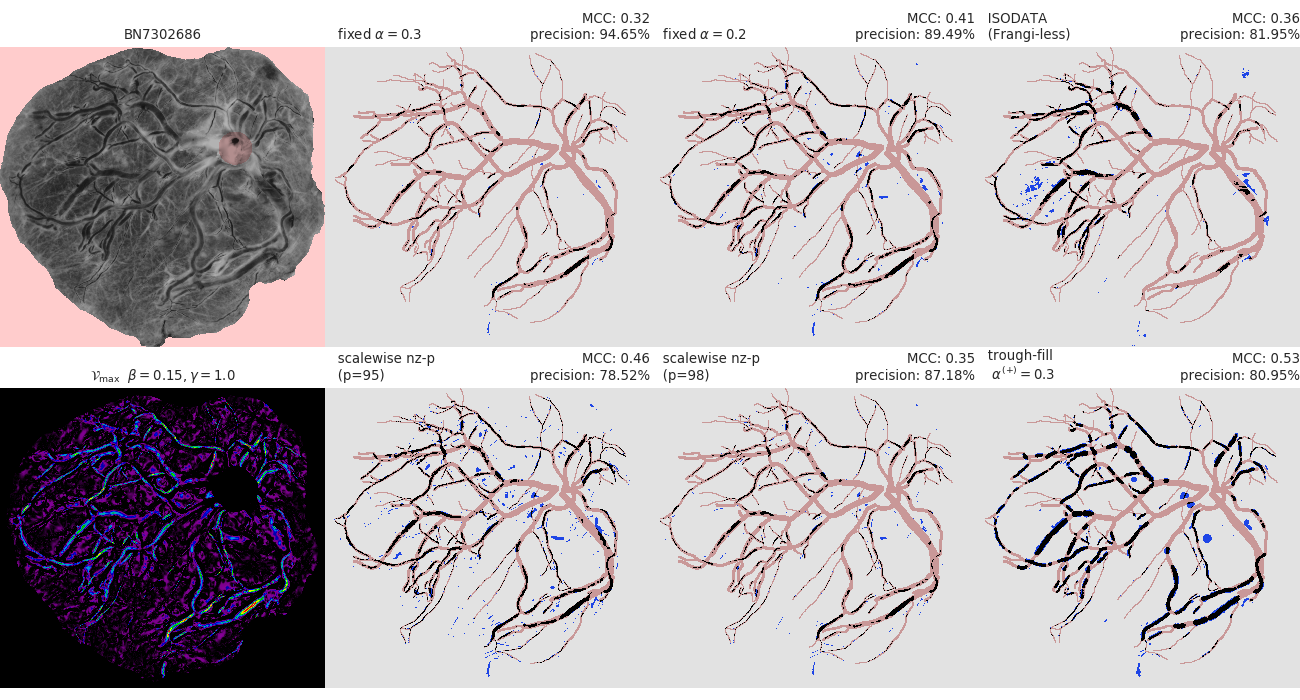 BN7302686
fixed α = 0.3
MCC: 0.32
precision: 94.65%
fixed α = 0.2
MCC: 0.41
precision: 89.49%
ISODATA
(Frangi-less)
MCC: 0.36
precision: 81.95%
𝒱max β = 0.15, γ = 1.0
scalewise nz-p
(p=95)
MCC: 0.46
precision: 78.52%
scalewise nz-p
(p=98)
MCC: 0.35
precision: 87.18%
trough-fill
α(+) = 0.3
MCC: 0.53
precision: 80.95%